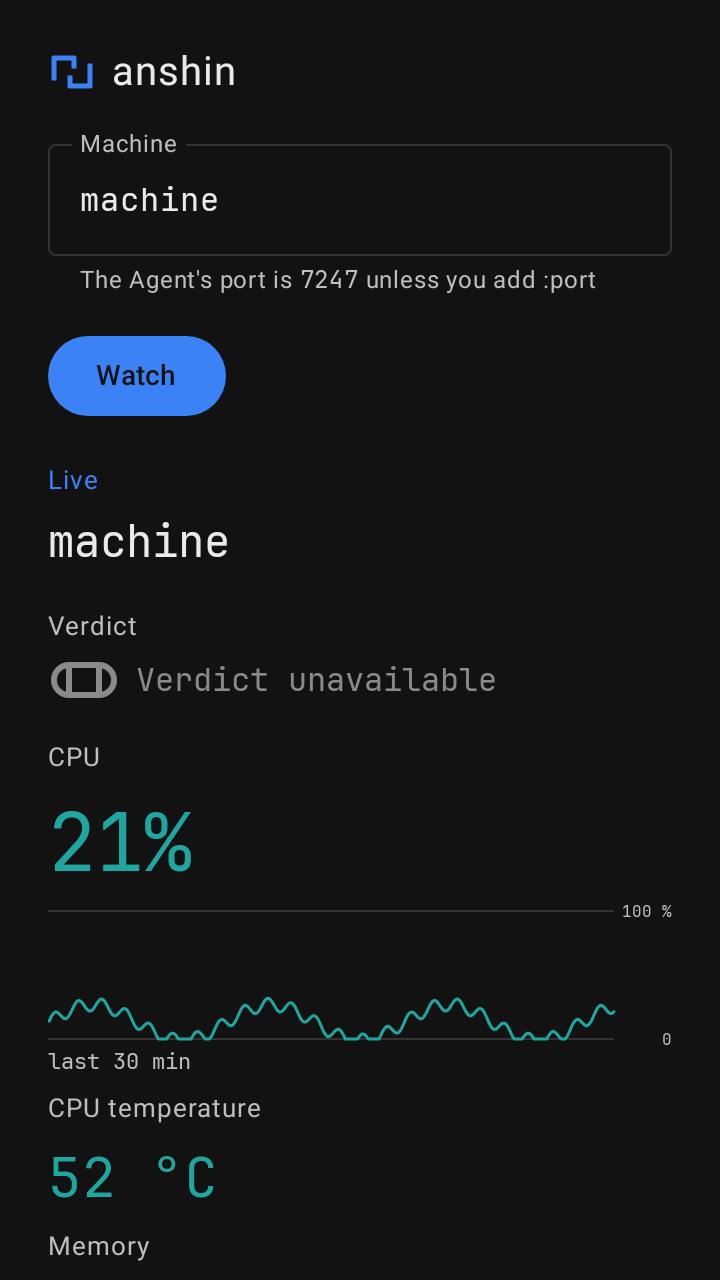 anshin
Machine
machine
The Agent's port is 7247 unless you add :port
Watch
Live
machine
Verdict
Verdict unavailable
CPU
21%
100 %
0
last 30 min
CPU temperature
52 °C
Memory